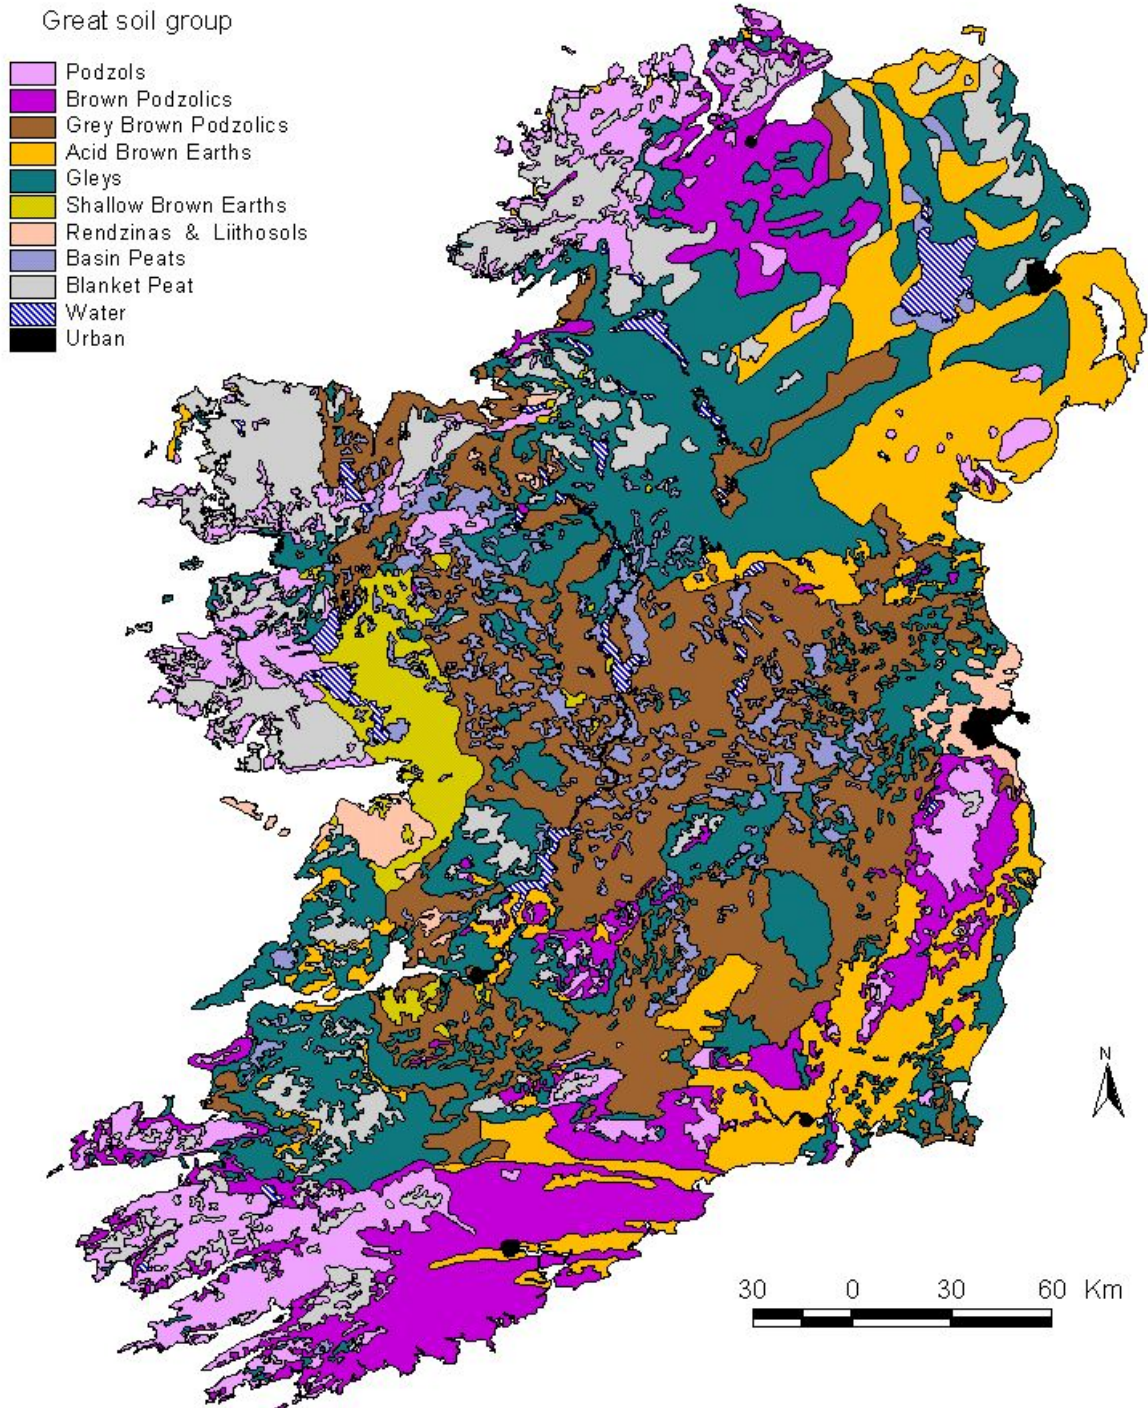 Great soil group
Podzols
Brown Podzolics
Grey Brown Podzolics
Acid Brown Earths
Gleys
Shallow Brown Earths
Rendzinas & Liithosols
Basin Peats
Blanket Peat
Water
Urban
N
30 0 30 60 Km